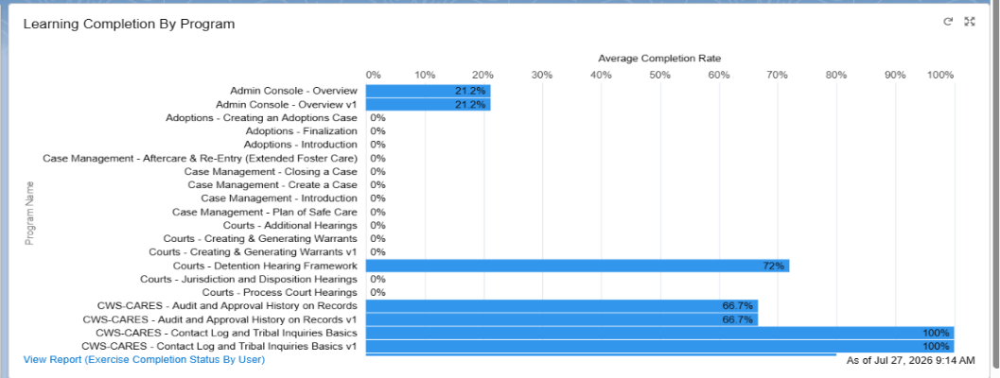 Learning Completion By Program
Average Completion Rate
0% 10% 20% 30% 40% 50% 60% 70% 80% 90% 100%
Program Name
Admin Console - Overview 21.2%
Admin Console - Overview v1 21.2%
Adoptions - Creating an Adoptions Case 0%
Adoptions - Finalization 0%
Adoptions - Introduction 0%
Case Management - Aftercare & Re-Entry (Extended Foster Care) 0%
Case Management - Closing a Case 0%
Case Management - Create a Case 0%
Case Management - Introduction 0%
Case Management - Plan of Safe Care 0%
Courts - Additional Hearings 0%
Courts - Creating & Generating Warrants 0%
Courts - Creating & Generating Warrants v1 0%
Courts - Detention Hearing Framework 72%
Courts - Jurisdiction and Disposition Hearings 0%
Courts - Process Court Hearings 0%
CWS-CARES - Audit and Approval History on Records 66.7%
CWS-CARES - Audit and Approval History on Records v1 66.7%
CWS-CARES - Contact Log and Tribal Inquiries Basics 100%
CWS-CARES - Contact Log and Tribal Inquiries Basics v1 100%
View Report (Exercise Completion Status By User) As of Jul 27, 2026 9:14 AM